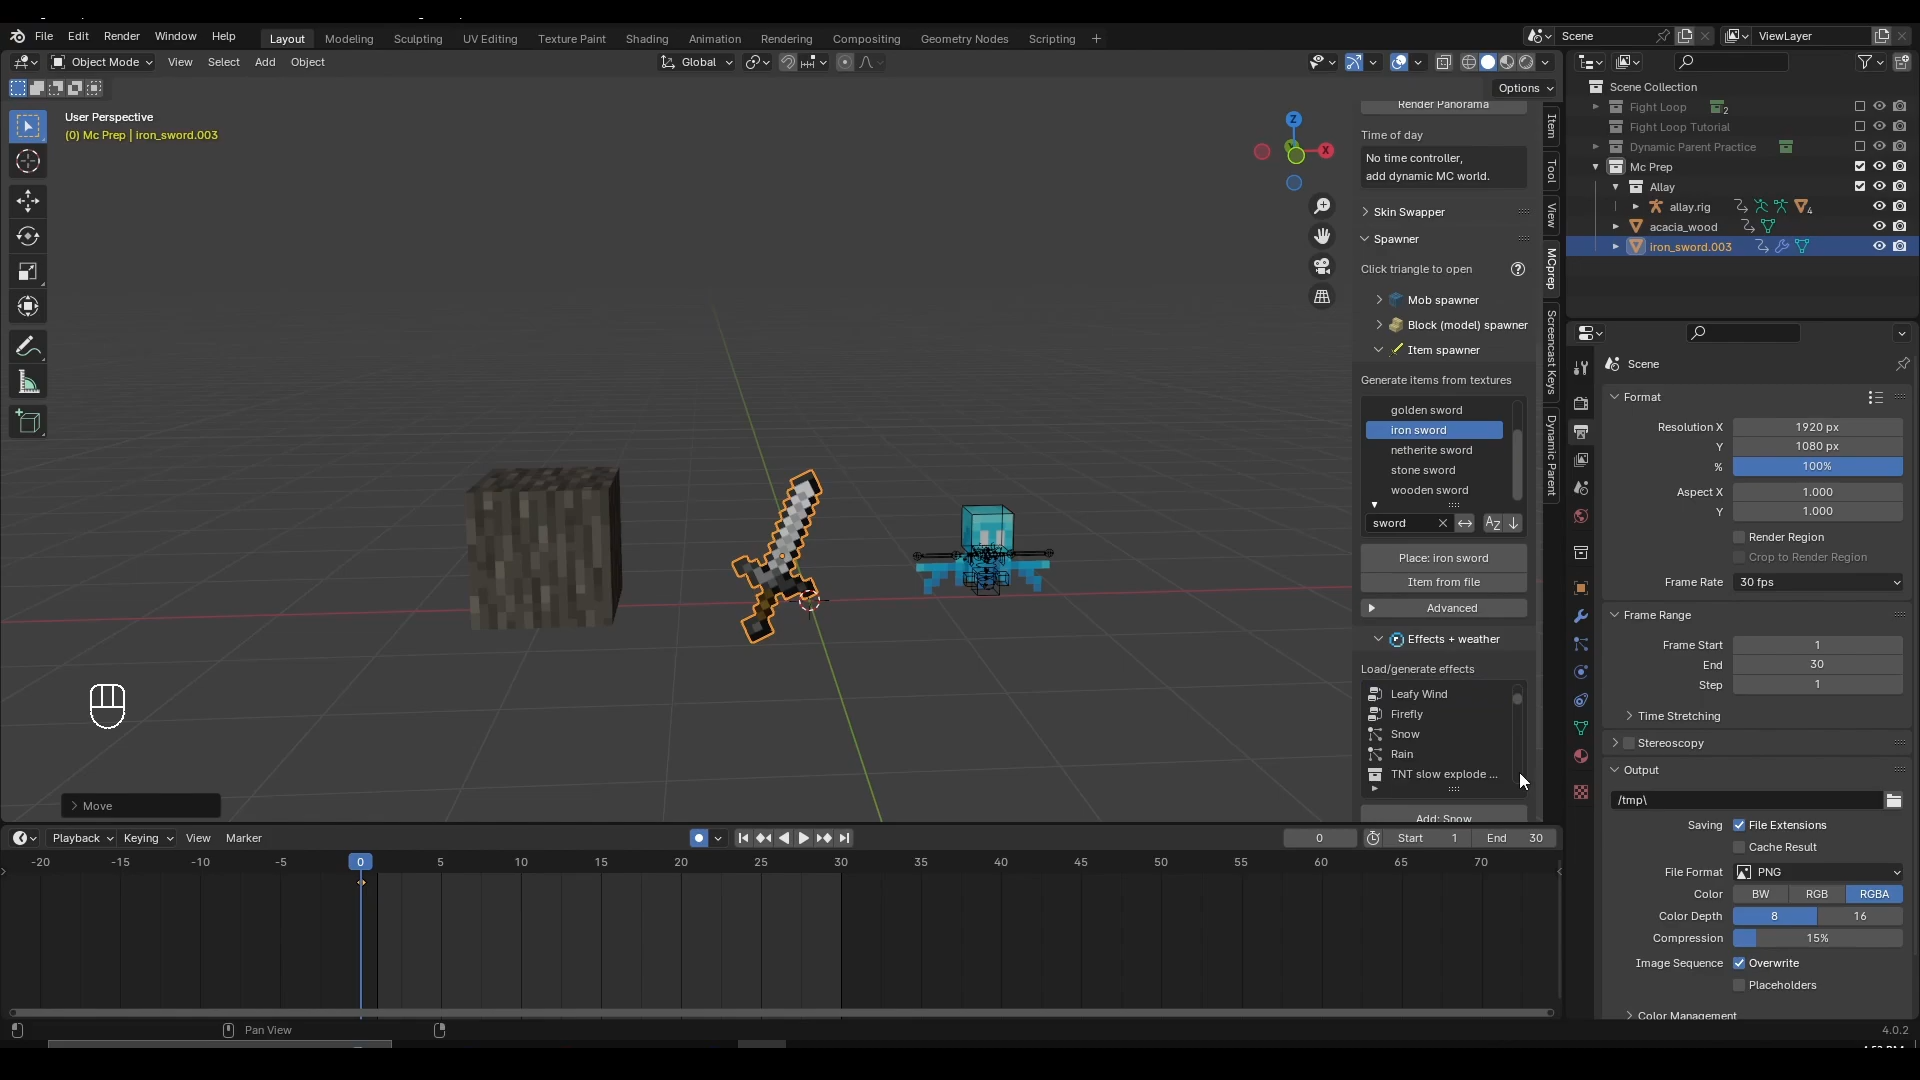 File Edit Render Window Help Layout Modeling Sculpting UV Editing Texture Paint Shading Animation Rendering Compositing Geometry Nodes Scripting + Scene ViewLayer
Object Mode View Select Add Object Global
Options
User Perspective
(0) Mc Prep | iron_sword.003
Z
X
Render Panorama
Time of day
No time controller,
add dynamic MC world.
Skin Swapper
Spawner
Click triangle to open
Mob spawner
Block (model) spawner
Item spawner
Generate items from textures
golden sword
iron sword
netherite sword
stone sword
wooden sword
sword
Place: iron sword
Item from file
Advanced
Effects + weather
Load/generate effects
Leafy Wind
Firefly
Snow
Rain
TNT slow explode ...
Add: Snow
Item
Tool
View
MCprep
Screencast Keys
Dynamic Parent
Scene Collection
Fight Loop 2
Fight Loop Tutorial
Dynamic Parent Practice
Mc Prep
Allay
allay.rig 4
acacia_wood
iron_sword.003
Scene
Format
Resolution X 1920 px
Y 1080 px
% 100%
Aspect X 1.000
Y 1.000
Render Region
Crop to Render Region
Frame Rate 30 fps
Frame Range
Frame Start 1
End 30
Step 1
Time Stretching
Stereoscopy
Output
/tmp\
Saving File Extensions
Cache Result
File Format PNG
Color BW RGB RGBA
Color Depth 8 16
Compression 15%
Image Sequence Overwrite
Placeholders
Color Management
Move
Playback Keying View Marker 0 Start 1 End 30
-20 -15 -10 -5 0 5 10 15 20 25 30 35 40 45 50 55 60 65 70
Pan View
4.0.2